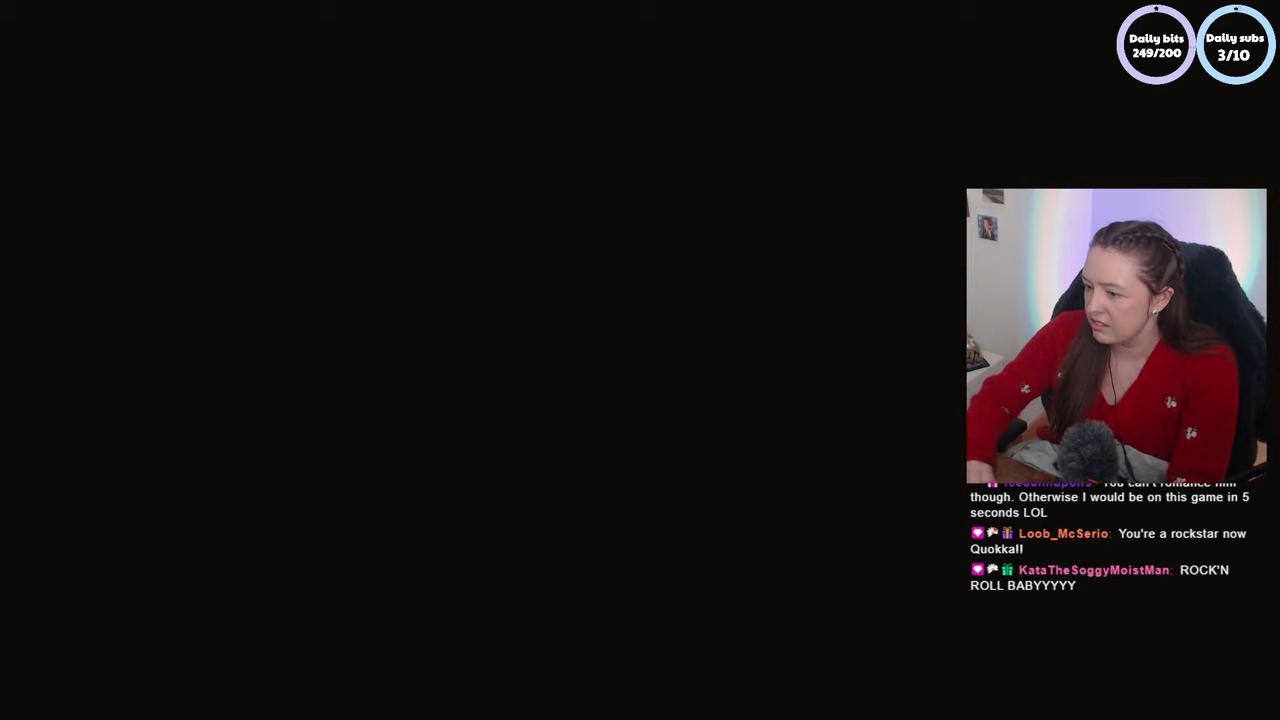 Daily bits
249/200
Daily subs
3/10
though. Otherwise I would be on this game in 5
seconds LOL
Loob_McSerio: You're a rockstar now
Quokka!!
KataTheSoggyMoistMan: ROCK'N
ROLL BABYYYYY